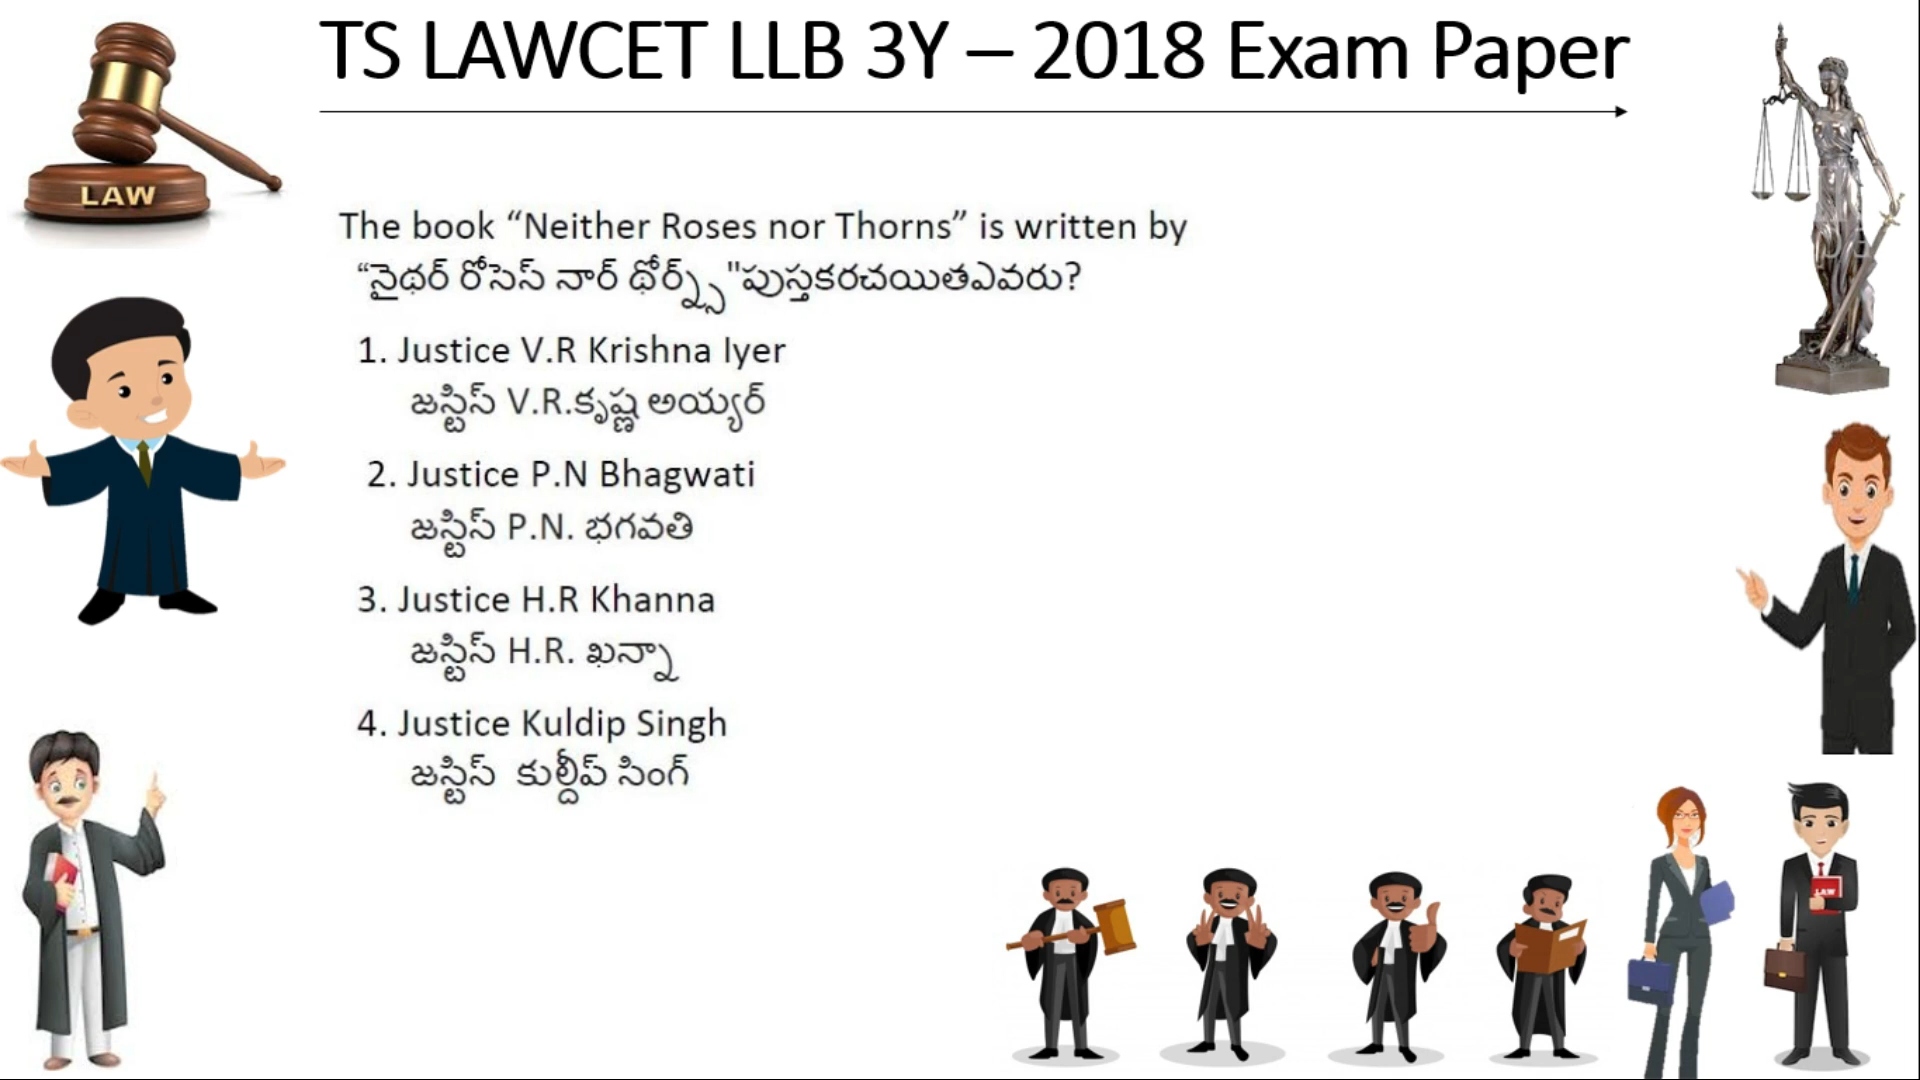 TS LAWCET LLB 3Y – 2018 Exam Paper
LAW
The book “Neither Roses nor Thorns” is written by
“నైథర్ రోసెస్ నార్ థోర్న్స్"పుస్తకరచయితఎవరు?
1. Justice V.R Krishna Iyer
జస్టిస్ V.R.కృష్ణ అయ్యర్
2. Justice P.N Bhagwati
జస్టిస్ P.N. భగవతి
3. Justice H.R Khanna
జస్టిస్ H.R. ఖన్నా
4. Justice Kuldip Singh
జస్టిస్ కుల్దీప్ సింగ్
LAW